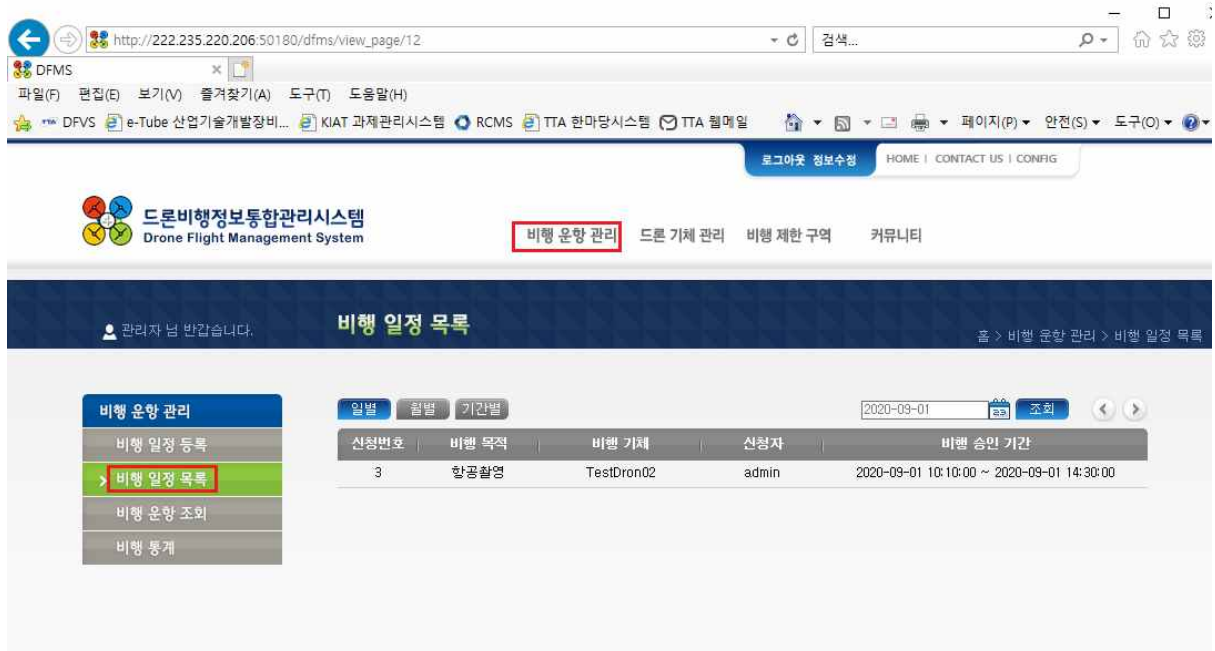 http://222.235.220.206:50180/dfms/view_page/12
검색...
DFMS
파일(F) 편집(E) 보기(V) 즐겨찾기(A) 도구(T) 도움말(H)
DFVS e-Tube 산업기술개발장비... KIAT 과제관리시스템 RCMS TTA 한마당시스템 TTA 웹메일 페이지(P) 안전(S) 도구(O)
로그아웃 정보수정 HOME | CONTACT US | CONFIG
드론비행정보통합관리시스템
Drone Flight Management System
비행 운항 관리 드론 기체 관리 비행 제한 구역 커뮤니티
관리자 님 반갑습니다.
비행 일정 목록
홈 > 비행 운항 관리 > 비행 일정 목록
비행 운항 관리
비행 일정 등록
비행 일정 목록
비행 운항 조회
비행 통계
일별 월별 기간별 2020-09-01 조회
신청번호 비행 목적 비행 기체 신청자 비행 승인 기간
3 항공촬영 TestDron02 admin 2020-09-01 10:10:00 ~ 2020-09-01 14:30:00